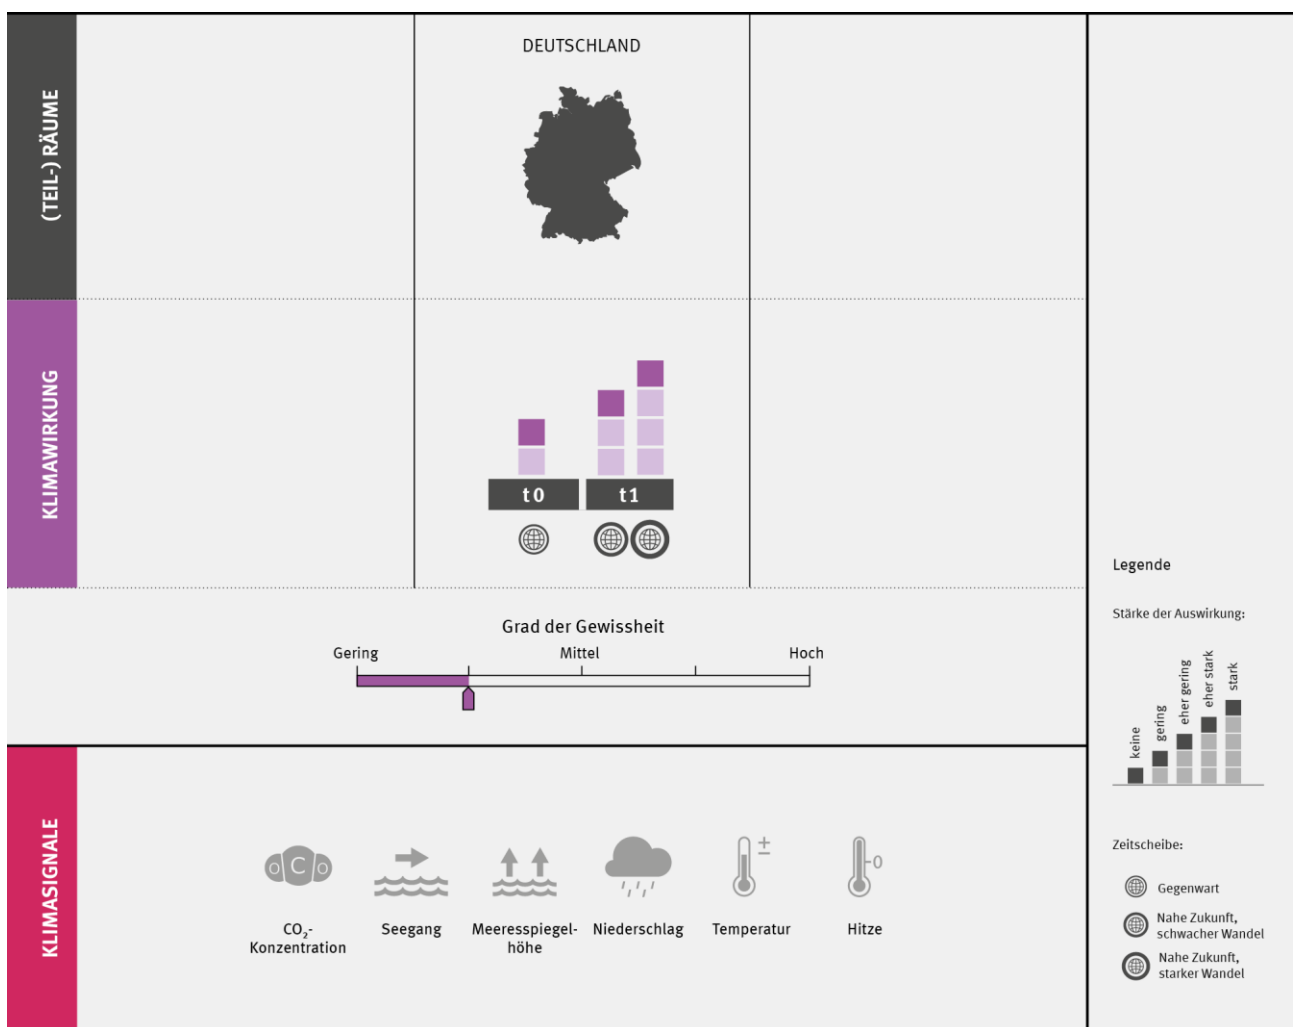 (TEIL-) RÄUME
DEUTSCHLAND
KLIMAWIRKUNG
t0
t1
Grad der Gewissheit
Gering
Mittel
Hoch
KLIMASIGNALE
O C O
CO₂-
Konzentration
Seegang
Meeresspiegel-
höhe
Niederschlag
±
Temperatur
0
Hitze
Legende
Stärke der Auswirkung:
keine
gering
eher gering
eher stark
stark
Zeitscheibe:
Gegenwart
Nahe Zukunft,
schwacher Wandel
Nahe Zukunft,
starker Wandel